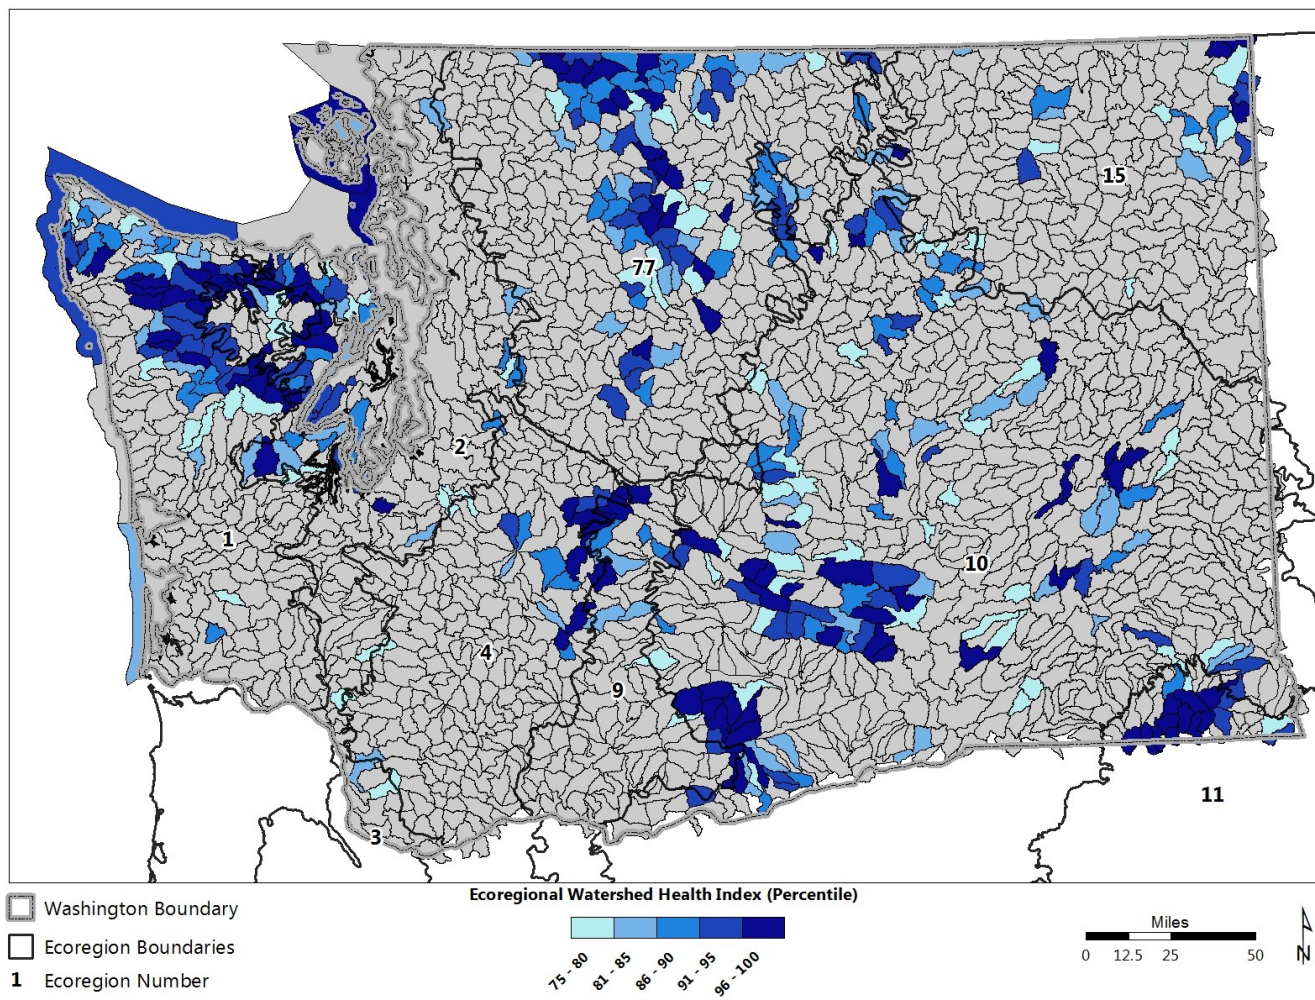 15
77
2
1
10
4
9
11
3
Ecoregional Watershed Health Index (Percentile)
Washington Boundary
Ecoregion Boundaries
1 Ecoregion Number
75 - 80
81 - 85
86 - 90
91 - 95
96 - 100
Miles
0 12.5 25 50
N